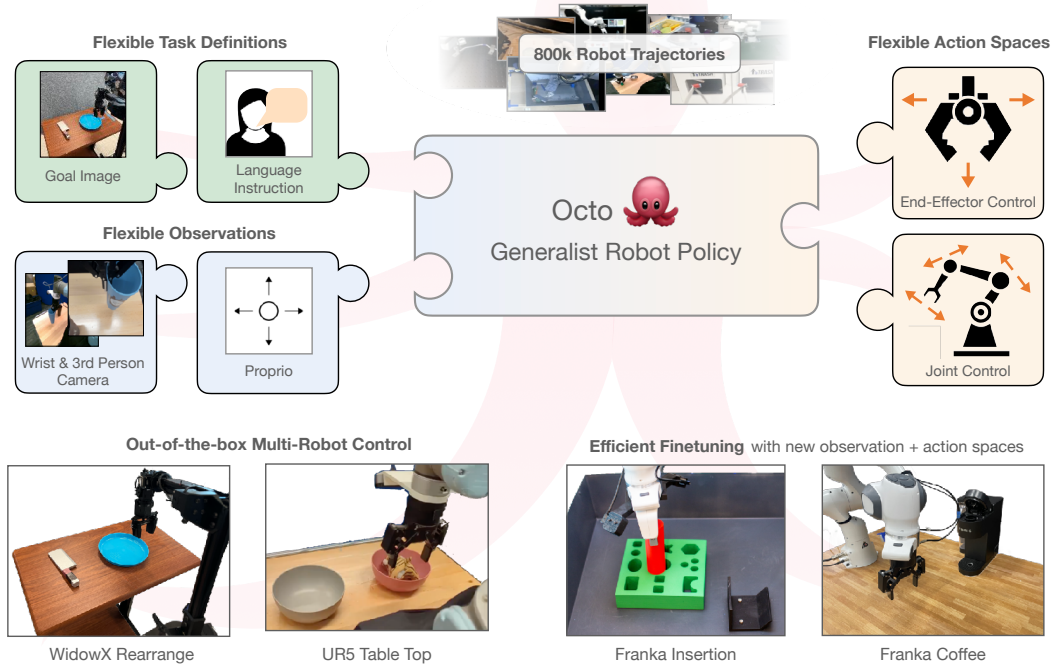 Flexible Task Definitions
800k Robot Trajectories
Flexible Action Spaces
Goal Image
Language
Instruction
End-Effector Control
Flexible Observations
Octo
Generalist Robot Policy
Wrist & 3rd Person
Camera
Proprio
Joint Control
Out-of-the-box Multi-Robot Control
Efficient Finetuning with new observation + action spaces
WidowX Rearrange
UR5 Table Top
Franka Insertion
Franka Coffee